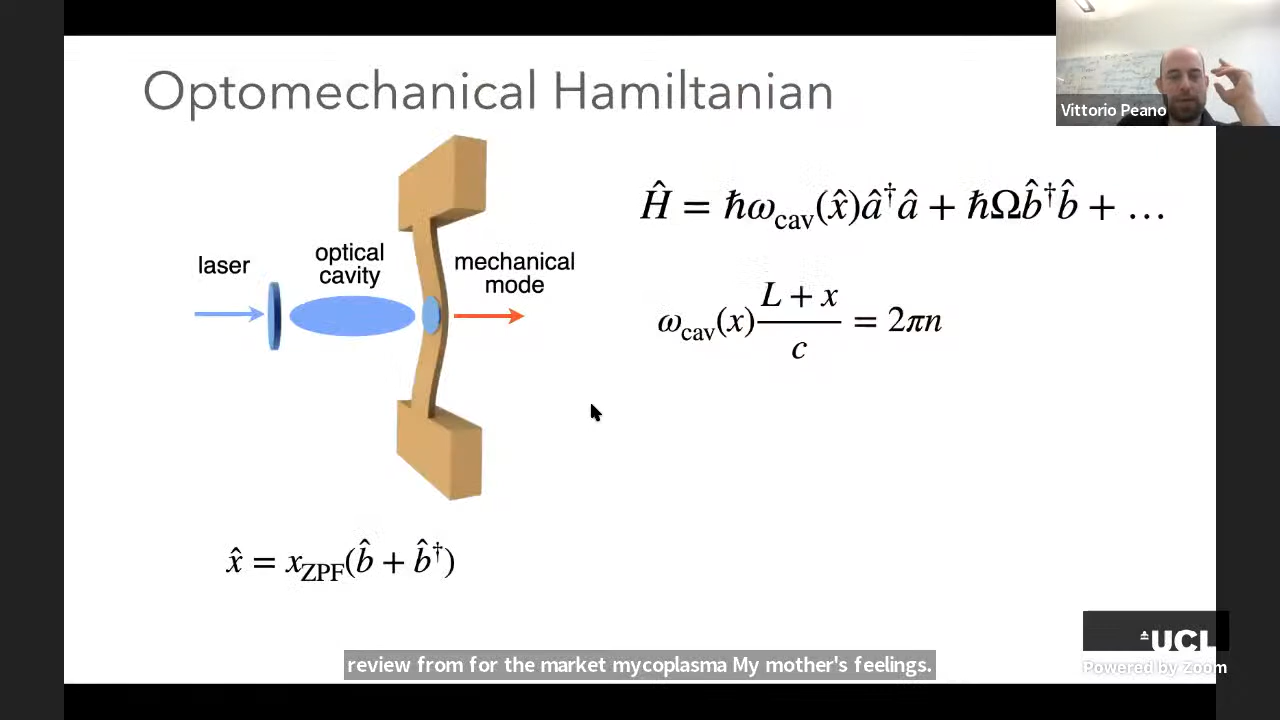 Optomechanical Hamiltanian
Vittorio Peano
Ĥ = ħω_cav(x̂)â†â + ħΩb̂†b̂ + …
laser
optical
cavity
mechanical
mode
ω_cav(x) (L + x)/c = 2πn
x̂ = x_ZPF(b̂ + b̂†)
UCL
Powered by Zoom
review from for the market mycoplasma My mother's feelings.